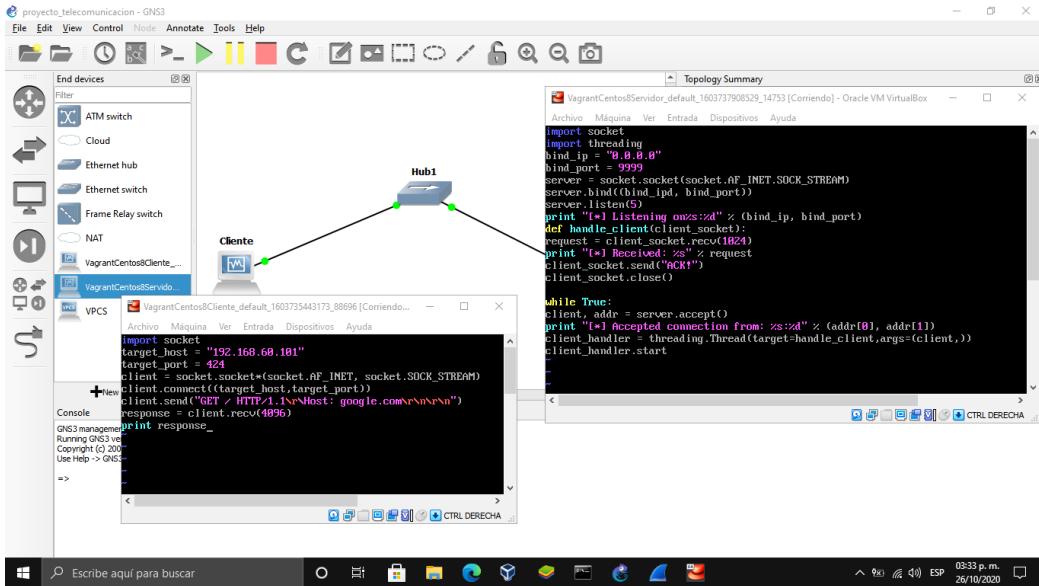 proyecto_telecomunicacion - GNS3
File Edit View Control Node Annotate Tools Help
End devices
Filter
ATM switch
Cloud
Ethernet hub
Ethernet switch
Frame Relay switch
NAT
VagrantCentos8Cliente_...
VagrantCentos8Servido...
VPCS
New
Console
GNS3 managemen
Running GNS3 ve
Copyright (c) 200
Use Help -> GNS3
=>
Hub1
Cliente
Topology Summary
VagrantCentos8Servidor_default_1603737908529_14753 [Corriendo] - Oracle VM VirtualBox
Archivo Máquina Ver Entrada Dispositivos Ayuda
import socket
import threading
bind_ip = "0.0.0.0"
bind_port = 9999
server = socket.socket(socket.AF_INET.SOCK_STREAM)
server.bind((bind_ipd, bind_port))
server.listen(5)
print "[*] Listening on%s:%d" % (bind_ip, bind_port)
def handle_client(client_socket):
request = client_socket.recv(1024)
print "[*] Received: %s" % request
client_socket.send("ACK!")
client_socket.close()
while True:
client, addr = server.accept()
print "[*] Accepted connection from: %s:%d" % (addr[0], addr[1])
client_handler = threading.Thread(target=handle_client,args=(client,))
client_handler.start
~
~
CTRL DERECHA
VagrantCentos8Cliente_default_1603735443173_88696 [Corriendo...
Archivo Máquina Ver Entrada Dispositivos Ayuda
import socket
target_host = "192.168.60.101"
target_port = 424
client = socket.socket*(socket.AF_INET, socket.SOCK_STREAM)
client.connect((target_host,target_port))
client.send("GET / HTTP/1.1\r\Host: google.com\r\n\r\n")
response = client.recv(4096)
print response_
~
~
~
~
CTRL DERECHA
Escribe aquí para buscar
ESP
03:33 p. m.
26/10/2020